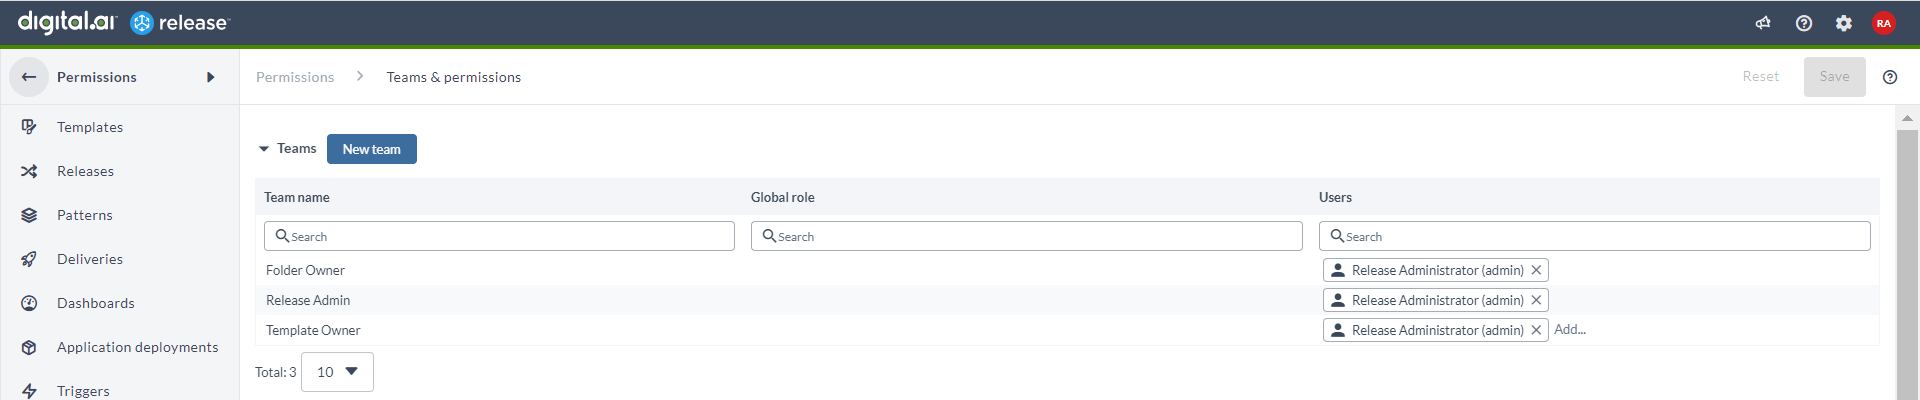 digital.ai release
RA
Permissions
Permissions
Teams & permissions
Reset
Save
Templates
Releases
Patterns
Deliveries
Dashboards
Application deployments
Triggers
Teams
New team
Team name
Global role
Users
Search
Search
Search
Folder Owner
Release Administrator (admin)
Release Admin
Release Administrator (admin)
Template Owner
Release Administrator (admin)
Add...
Total: 3
10